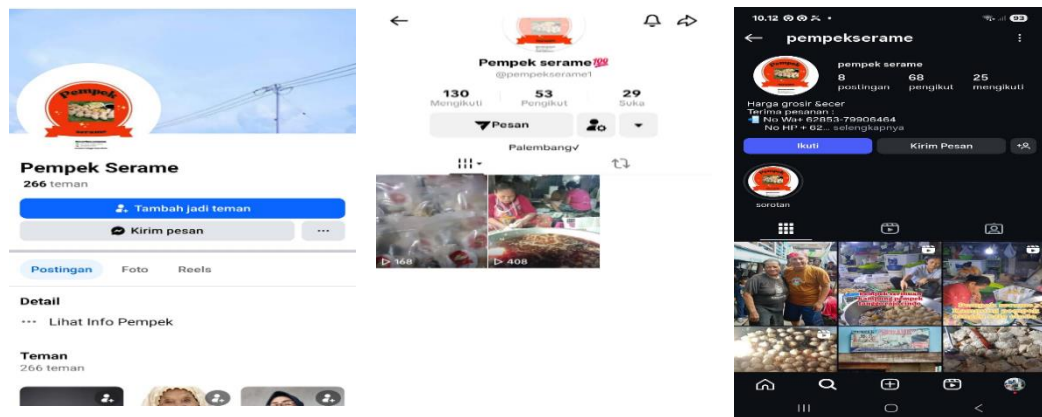 Pempek
Serame
Pempek Serame
266 teman
Tambah jadi teman
Kirim pesan
Postingan Foto Reels
Detail
Lihat Info Pempek
Teman
266 teman
Pempek serame💯
@pempekserame1
130 53 29
Mengikuti Pengikut Suka
Pesan
Palembang√
168 408
10.12 93
pempekserame
Pempek
pempek serame
8 68 25
postingan pengikut mengikuti
Harga grosir &ecer
Terima pesanan :
📲 No Wa+ 62853-79906464
No HP + 62... selengkapnya
Ikuti Kirim Pesan
sorotan